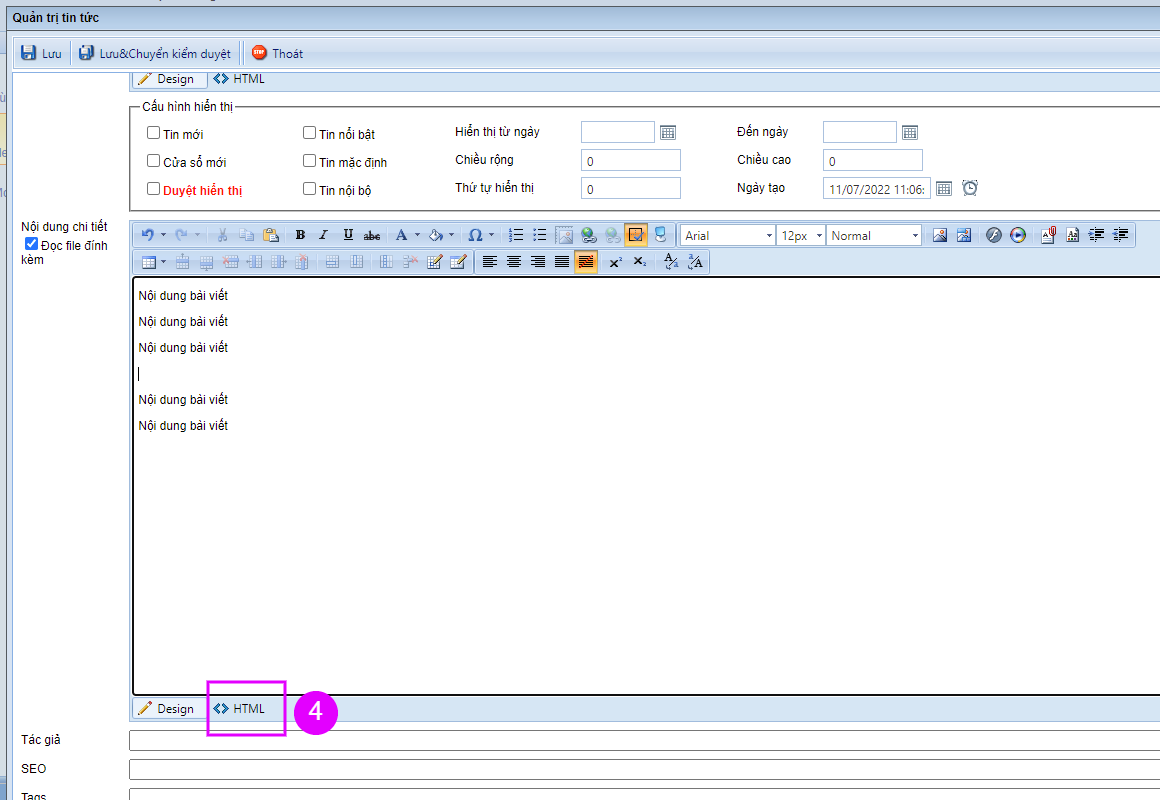 Quản trị tin tức
Lưu Lưu&Chuyển kiểm duyệt STOP Thoát
Design HTML
Cấu hình hiển thị
Tin mới Tin nổi bật Hiển thị từ ngày Đến ngày
Cửa sổ mới Tin mặc định Chiều rộng 0 Chiều cao 0
Duyệt hiển thị Tin nội bộ Thứ tự hiển thị 0 Ngày tạo 11/07/2022 11:06:
Nội dung chi tiết
Đọc file đính
kèm
B I U abc A Ω Arial 12px Normal
Nội dung bài viết
Nội dung bài viết
Nội dung bài viết
Nội dung bài viết
Nội dung bài viết
Design HTML 4
Tác giả
SEO
Tags